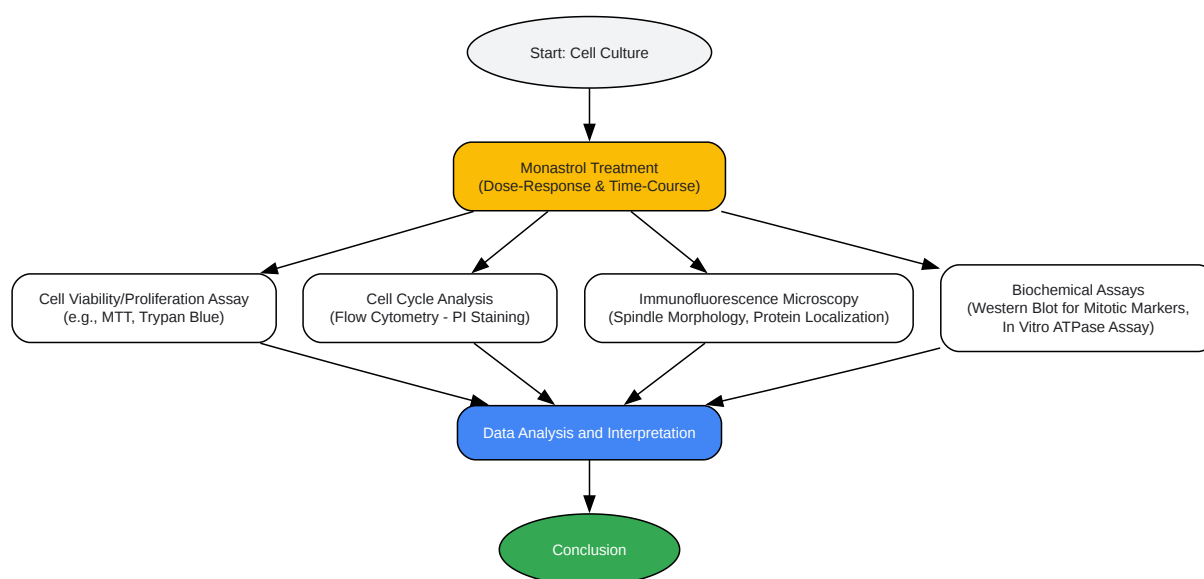 Start: Cell Culture
Monastrol Treatment
(Dose-Response & Time-Course)
Cell Viability/Proliferation Assay
(e.g., MTT, Trypan Blue)
Cell Cycle Analysis
(Flow Cytometry - PI Staining)
Immunofluorescence Microscopy
(Spindle Morphology, Protein Localization)
Biochemical Assays
(Western Blot for Mitotic Markers,
In Vitro ATPase Assay)
Data Analysis and Interpretation
Conclusion